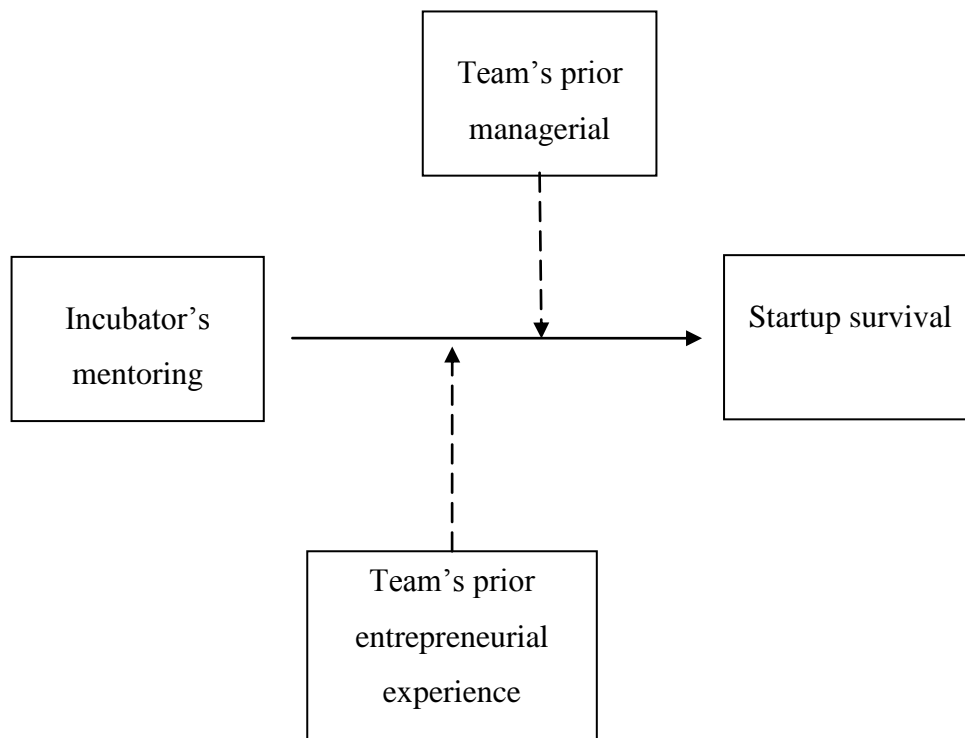 Team’s prior
managerial
Incubator’s
mentoring
Startup survival
Team’s prior
entrepreneurial
experience